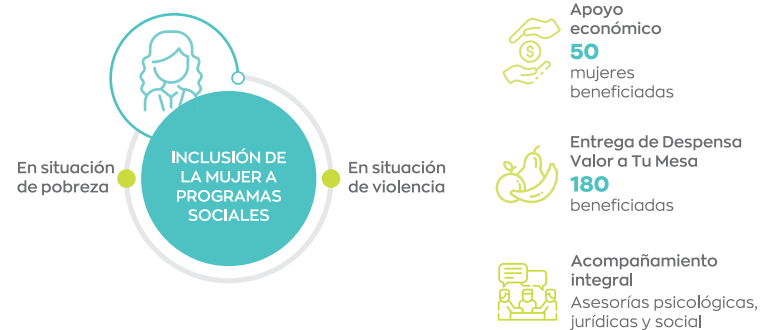 En situación
de pobreza
INCLUSIÓN DE
LA MUJER A
PROGRAMAS
SOCIALES
En situación
de violencia
Apoyo
económico
50
mujeres
beneficiadas
Entrega de Despensa
Valor a Tu Mesa
180
beneficiadas
Acompañamiento
integral
Asesorías psicológicas,
jurídicas y social